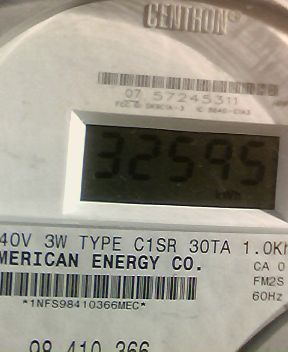 CENTRON®
07 57245311
32595
kWh
40V 3W TYPE C1SR 30TA 1.0Kh
MERICAN ENERGY CO.
CA 0
FM2S
60Hz
*1NFS98410366MEC*
98 410 366